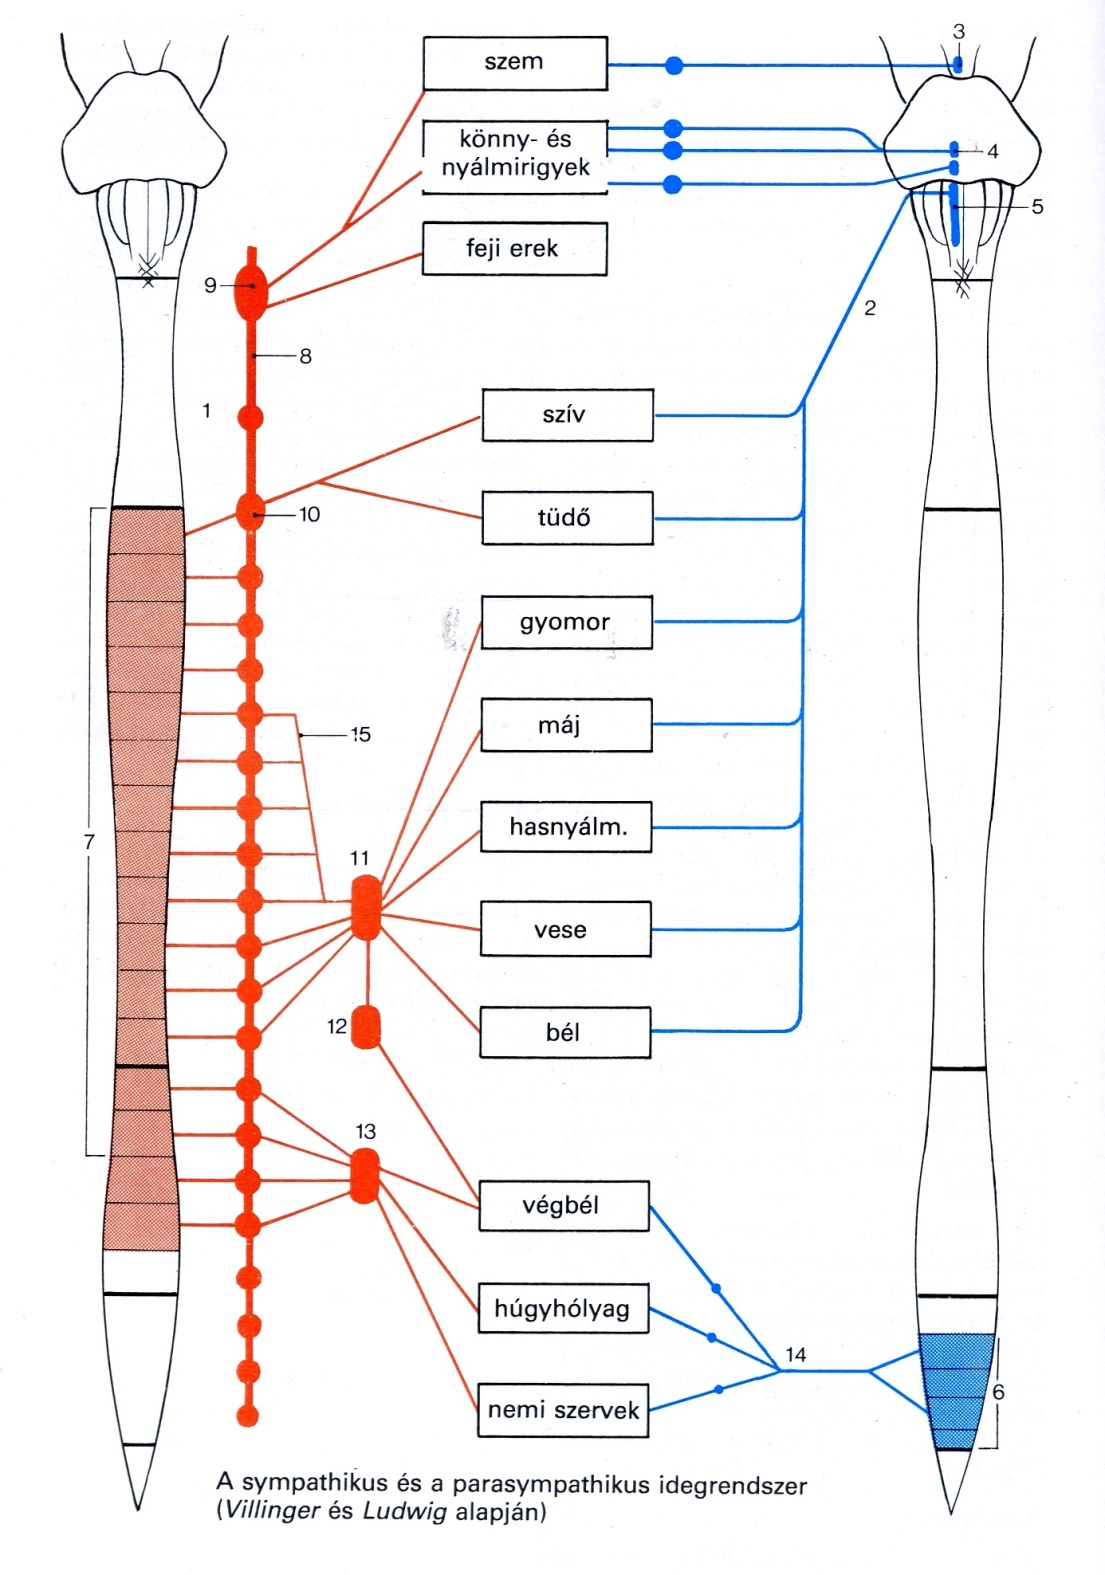 3
szem
könny- és
nyálmirigyek
4
5
feji erek
9
2
8
1
szív
10
tüdő
gyomor
15
máj
7
hasnyálm.
11
vese
12
bél
13
végbél
húgyhólyag
14
6
nemi szervek
A sympathikus és a parasympathikus idegrendszer
(Villinger és Ludwig alapján)